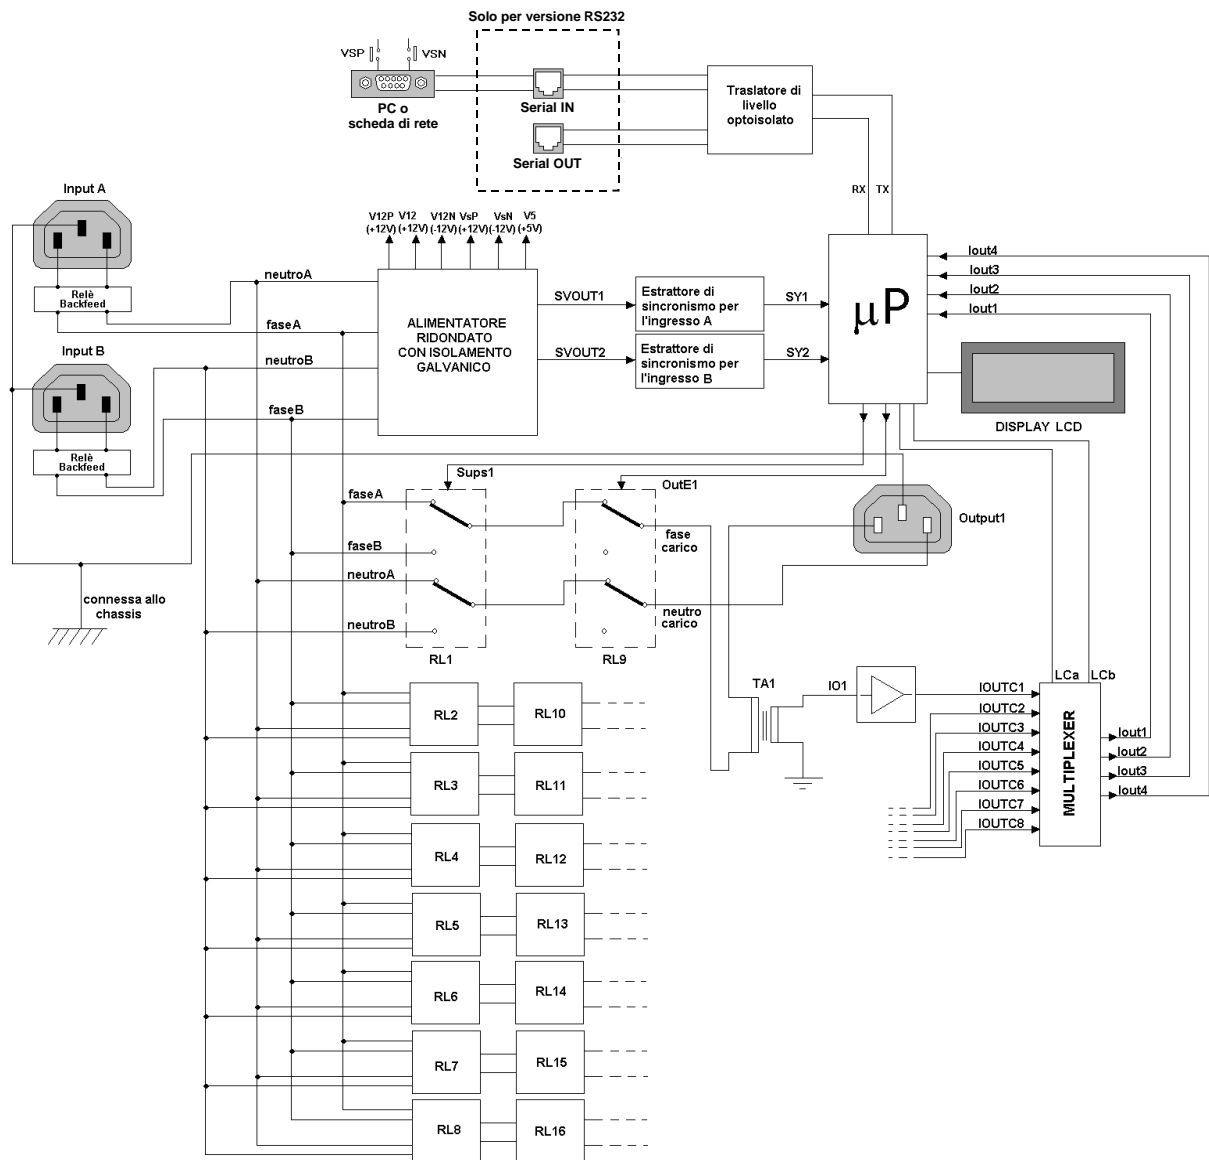 Solo per versione RS232
VSP
VSN
PC o
scheda di rete
Serial IN
Serial OUT
Traslatore di
livello
optoisolato
RX
TX
Input A
Relè
Backfeed
Input B
Relè
Backfeed
neutroA
faseA
neutroB
faseB
V12P
(+12V)
V12
(+12V)
V12N
(-12V)
VsP
(+12V)
VsN
(-12V)
V5
(+5V)
ALIMENTATORE
RIDONDATO
CON ISOLAMENTO
GALVANICO
SVOUT1
SVOUT2
Estrattore di
sincronismo per
l'ingresso A
Estrattore di
sincronismo per
l'ingresso B
SY1
SY2
µP
Iout4
Iout3
Iout2
Iout1
DISPLAY LCD
Sups1
OutE1
faseA
faseB
neutroA
neutroB
fase
carico
neutro
carico
RL1
RL9
Output1
connessa allo
chassis
TA1
IO1
LCa
LCb
IOUTC1
IOUTC2
IOUTC3
IOUTC4
IOUTC5
IOUTC6
IOUTC7
IOUTC8
MULTIPLEXER
Iout1
Iout2
Iout3
Iout4
RL2
RL10
RL3
RL11
RL4
RL12
RL5
RL13
RL6
RL14
RL7
RL15
RL8
RL16